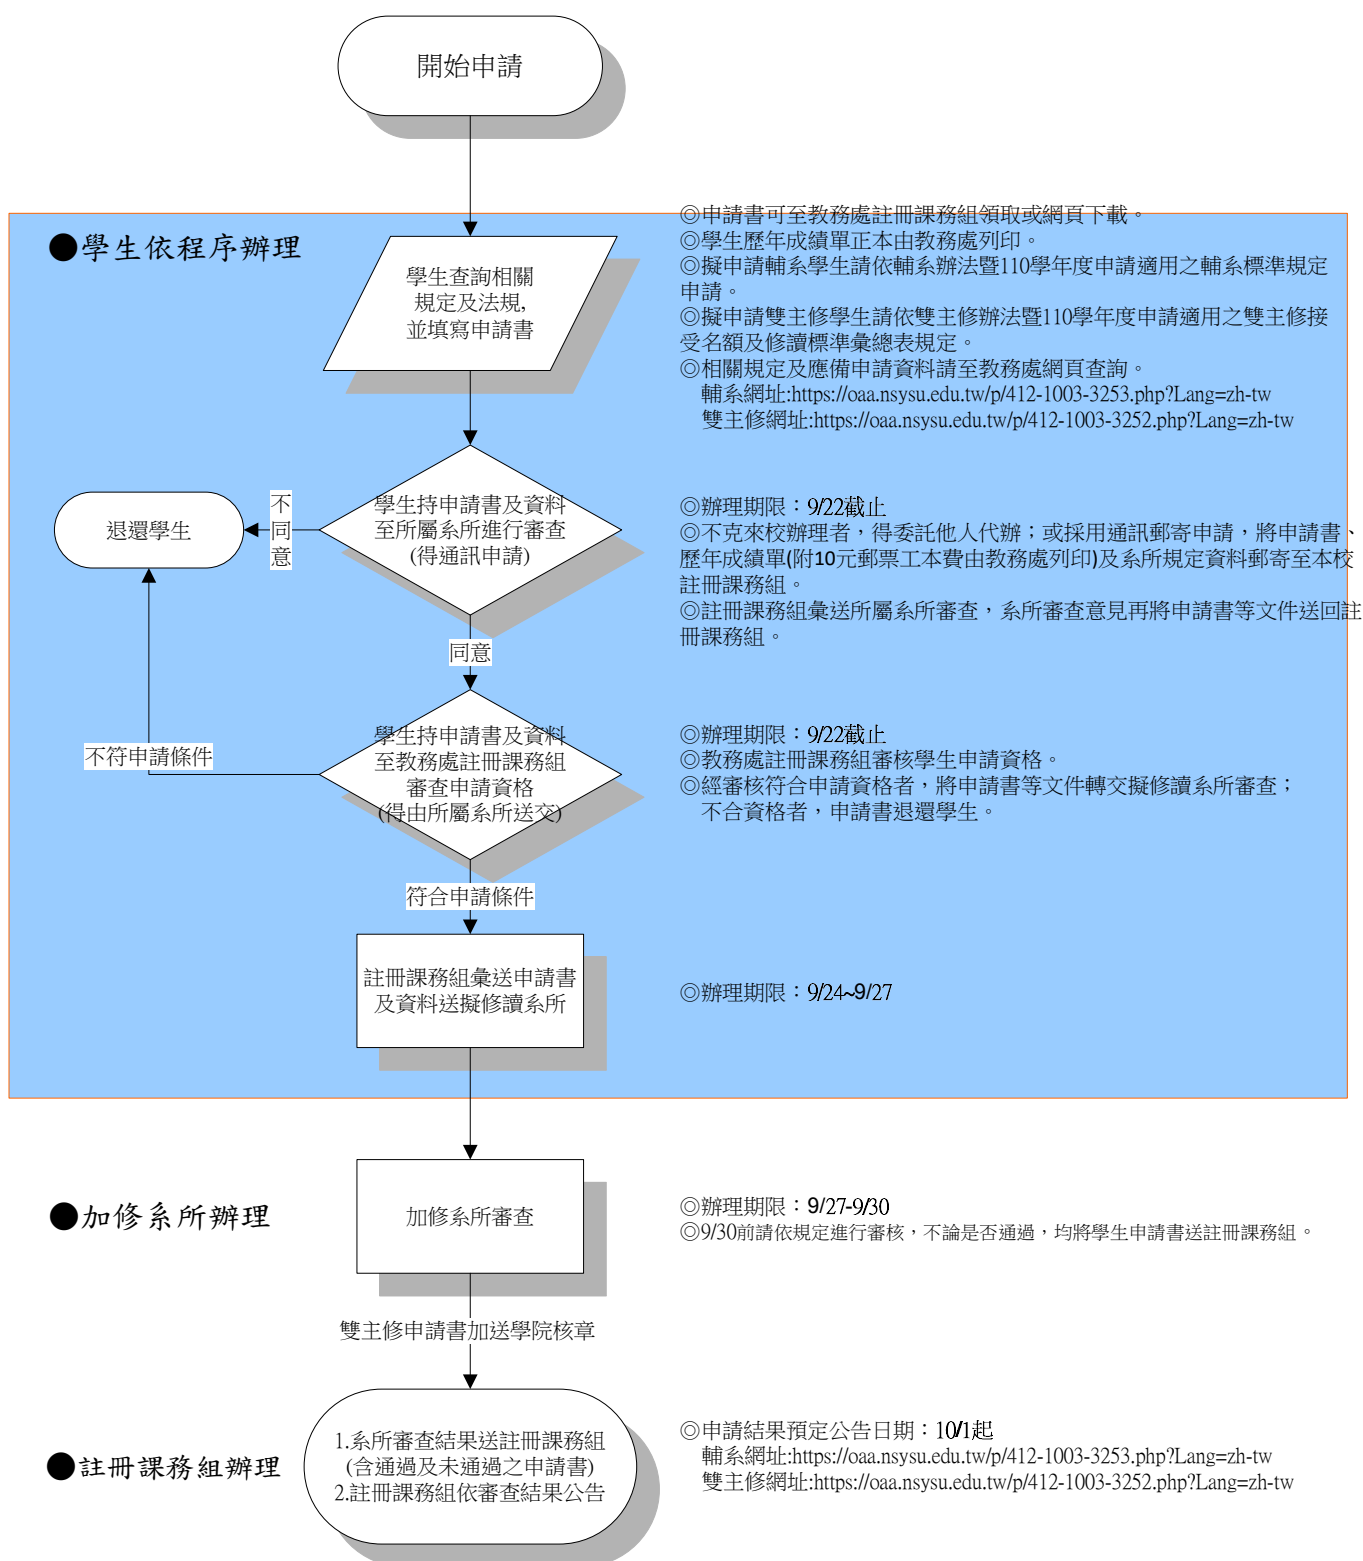 開始申請
●學生依程序辦理
學生查詢相關
規定及法規,
並填寫申請書
◎申請書可至教務處註冊課務組領取或網頁下載。
◎學生歷年成績單正本由教務處列印。
◎擬申請輔系學生請依輔系辦法暨110學年度申請適用之輔系標準規定
申請。
◎擬申請雙主修學生請依雙主修辦法暨110學年度申請適用之雙主修接
受名額及修讀標準彙總表規定。
◎相關規定及應備申請資料請至教務處網頁查詢。
輔系網址:https://oaa.nsysu.edu.tw/p/412-1003-3253.php?Lang=zh-tw
雙主修網址:https://oaa.nsysu.edu.tw/p/412-1003-3252.php?Lang=zh-tw
退還學生
不
同
意
學生持申請書及資料
至所屬系所進行審查
(得通訊申請)
◎辦理期限：9/22截止
◎不克來校辦理者，得委託他人代辦；或採用通訊郵寄申請，將申請書、
歷年成績單(附10元郵票工本費由教務處列印)及系所規定資料郵寄至本校
註冊課務組。
◎註冊課務組彙送所屬系所審查，系所審查意見再將申請書等文件送回註
冊課務組。
同意
不符申請條件
學生持申請書及資料
至教務處註冊課務組
審查申請資格
(得由所屬系所送交)
◎辦理期限：9/22截止
◎教務處註冊課務組審核學生申請資格。
◎經審核符合申請資格者，將申請書等文件轉交擬修讀系所審查；
不合資格者，申請書退還學生。
符合申請條件
註冊課務組彙送申請書
及資料送擬修讀系所
◎辦理期限：9/24~9/27
●加修系所辦理
加修系所審查
◎辦理期限：9/27-9/30
◎9/30前請依規定進行審核，不論是否通過，均將學生申請書送註冊課務組。
雙主修申請書加送學院核章
●註冊課務組辦理
1.系所審查結果送註冊課務組
(含通過及未通過之申請書)
2.註冊課務組依審查結果公告
◎申請結果預定公告日期：10/1起
輔系網址:https://oaa.nsysu.edu.tw/p/412-1003-3253.php?Lang=zh-tw
雙主修網址:https://oaa.nsysu.edu.tw/p/412-1003-3252.php?Lang=zh-tw